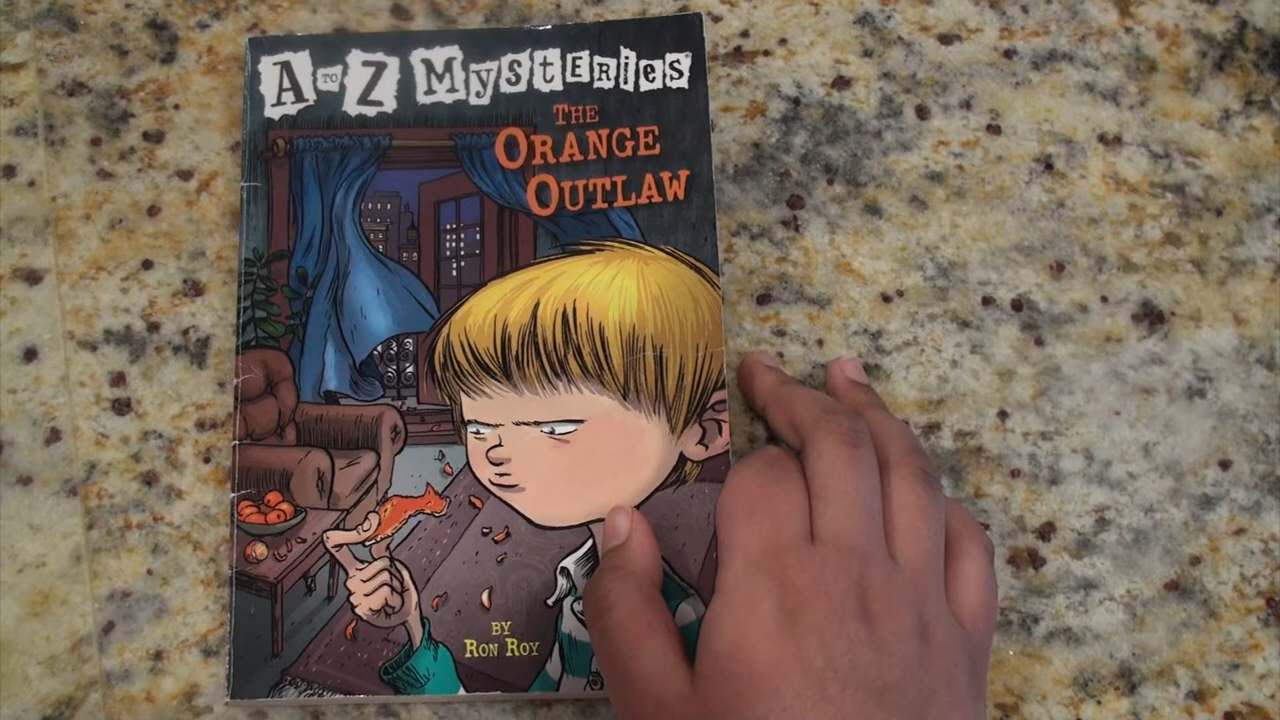 A TO Z MYSTERIES
THE
ORANGE
OUTLAW
BY
RON ROY